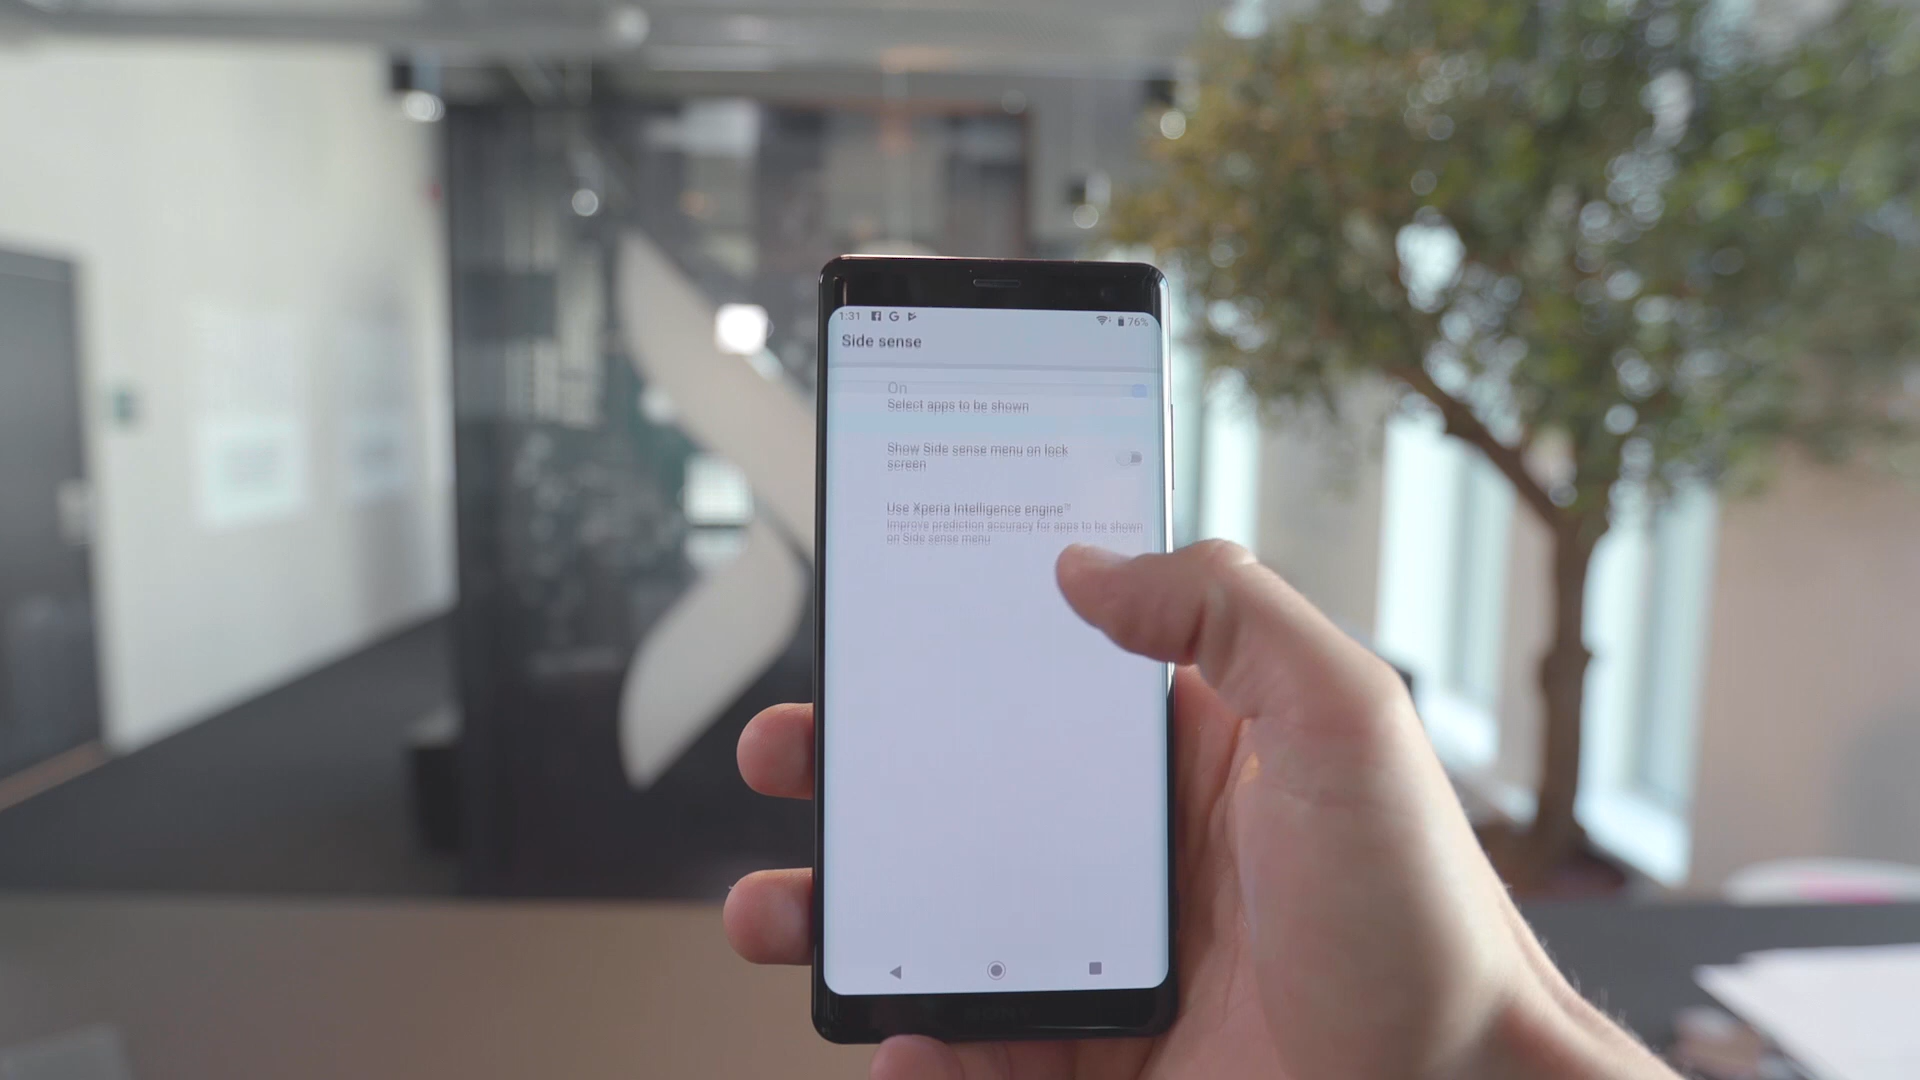 1:31 G 76%
Side sense
On
Select apps to be shown
Show Side sense menu on lock
screen
Use Xperia Intelligence engine™
Improve prediction accuracy for apps to be shown
on Side sense menu